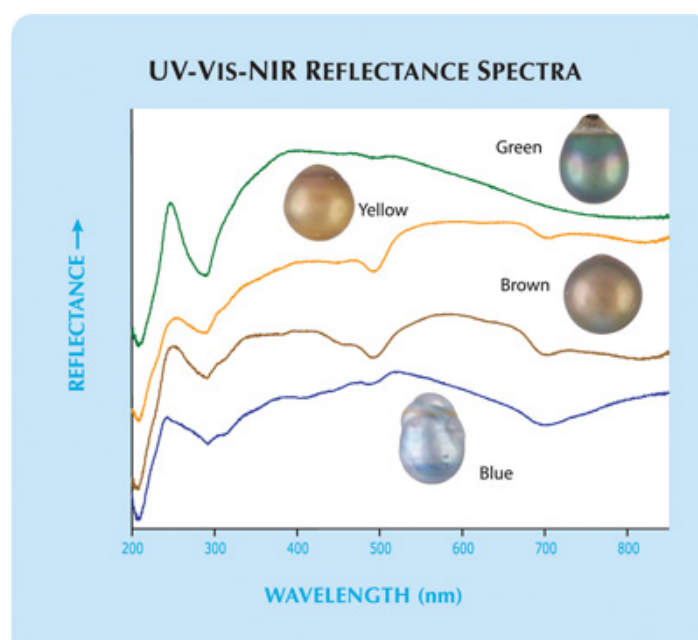 UV-VIS-NIR REFLECTANCE SPECTRA
Green
Yellow
Brown
Blue
REFLECTANCE →
200 300 400 500 600 700 800
WAVELENGTH (nm)